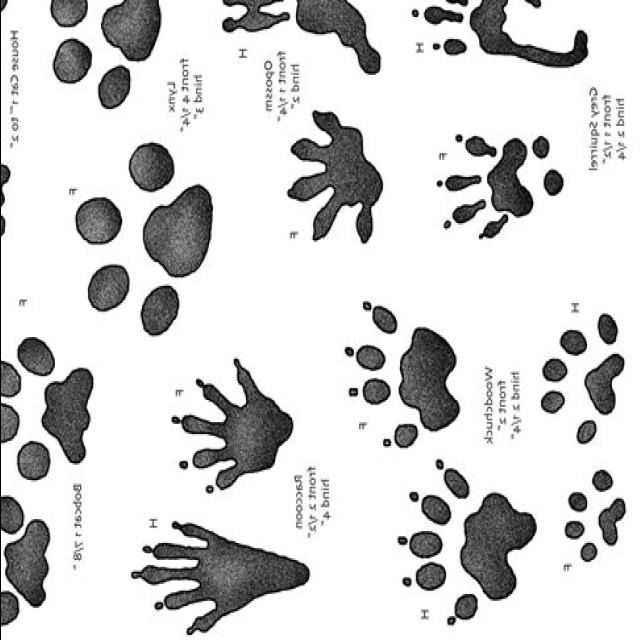 House Cat 1" to 2"
Lynx
front 4 1/4"
hind 3"
Opossum
front 1 1/4"
hind 2"
Grey Squirrel
front 1 1/2"
hind 2 1/4
H
H
F
F
F
F
H
Woodchuck
front 2"
hind 2 1/4"
F
F
Raccoon
front 2 1/2"
hind 4"
Bobcat 1 7/8"
H
F
H